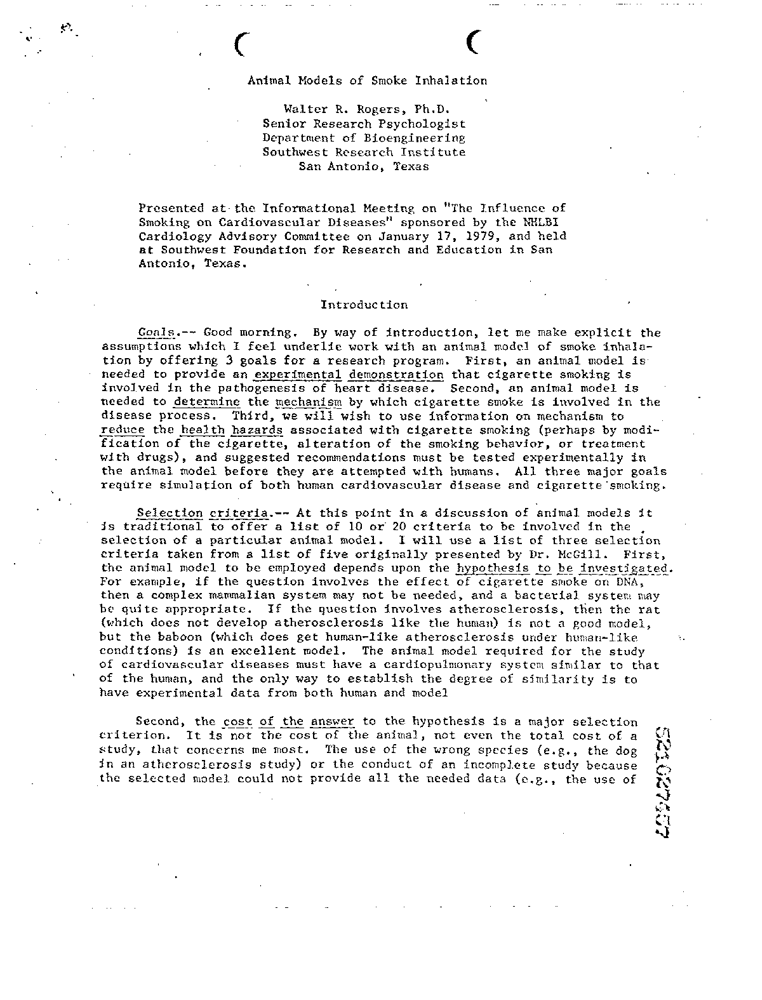 Animal Models of Smoke Inhalation
Walter R. Rogers, Ph.D.
Senior Research Psychologist
Department of Bioengineering
Southwest Research Institute
San Antonio, Texas
Presented at the Informational Meeting on "The Influence of
Smoking on Cardiovascular Diseases" sponsored by the NHLBI
Cardiology Advisory Committee on January 17, 1979, and held
at Southwest Foundation for Research and Education in San
Antonio, Texas.
Introduction
Goals.-- Good morning. By way of introduction, let me make explicit the
assumptions which I feel underlie work with an animal model of smoke inhala-
tion by offering 3 goals for a research program. First, an animal model is
needed to provide an experimental demonstration that cigarette smoking is
involved in the pathogenesis of heart disease. Second, an animal model is
needed to determine the mechanism by which cigarette smoke is involved in the
disease process. Third, we will wish to use information on mechanism to
reduce the health hazards associated with cigarette smoking (perhaps by modi-
fication of the cigarette, alteration of the smoking behavior, or treatment
with drugs), and suggested recommendations must be tested experimentally in
the animal model before they are attempted with humans. All three major goals
require simulation of both human cardiovascular disease and cigarette smoking.
Selection criteria.-- At this point in a discussion of animal models it
is traditional to offer a list of 10 or 20 criteria to be involved in the
selection of a particular animal model. I will use a list of three selection
criteria taken from a list of five originally presented by Dr. McGill. First,
the animal model to be employed depends upon the hypothesis to be investigated.
For example, if the question involves the effect of cigarette smoke on DNA,
then a complex mammalian system may not be needed, and a bacterial system may
be quite appropriate. If the question involves atherosclerosis, then the rat
(which does not develop atherosclerosis like the human) is not a good model,
but the baboon (which does get human-like atherosclerosis under human-like
conditions) is an excellent model. The animal model required for the study
of cardiovascular diseases must have a cardiopulmonary system similar to that
of the human, and the only way to establish the degree of similarity is to
have experimental data from both human and model
Second, the cost of the answer to the hypothesis is a major selection
criterion. It is not the cost of the animal, not even the total cost of a
study, that concerns me most. The use of the wrong species (e.g., the dog
in an atherosclerosis study) or the conduct of an incomplete study because
the selected model could not provide all the needed data (e.g., the use of